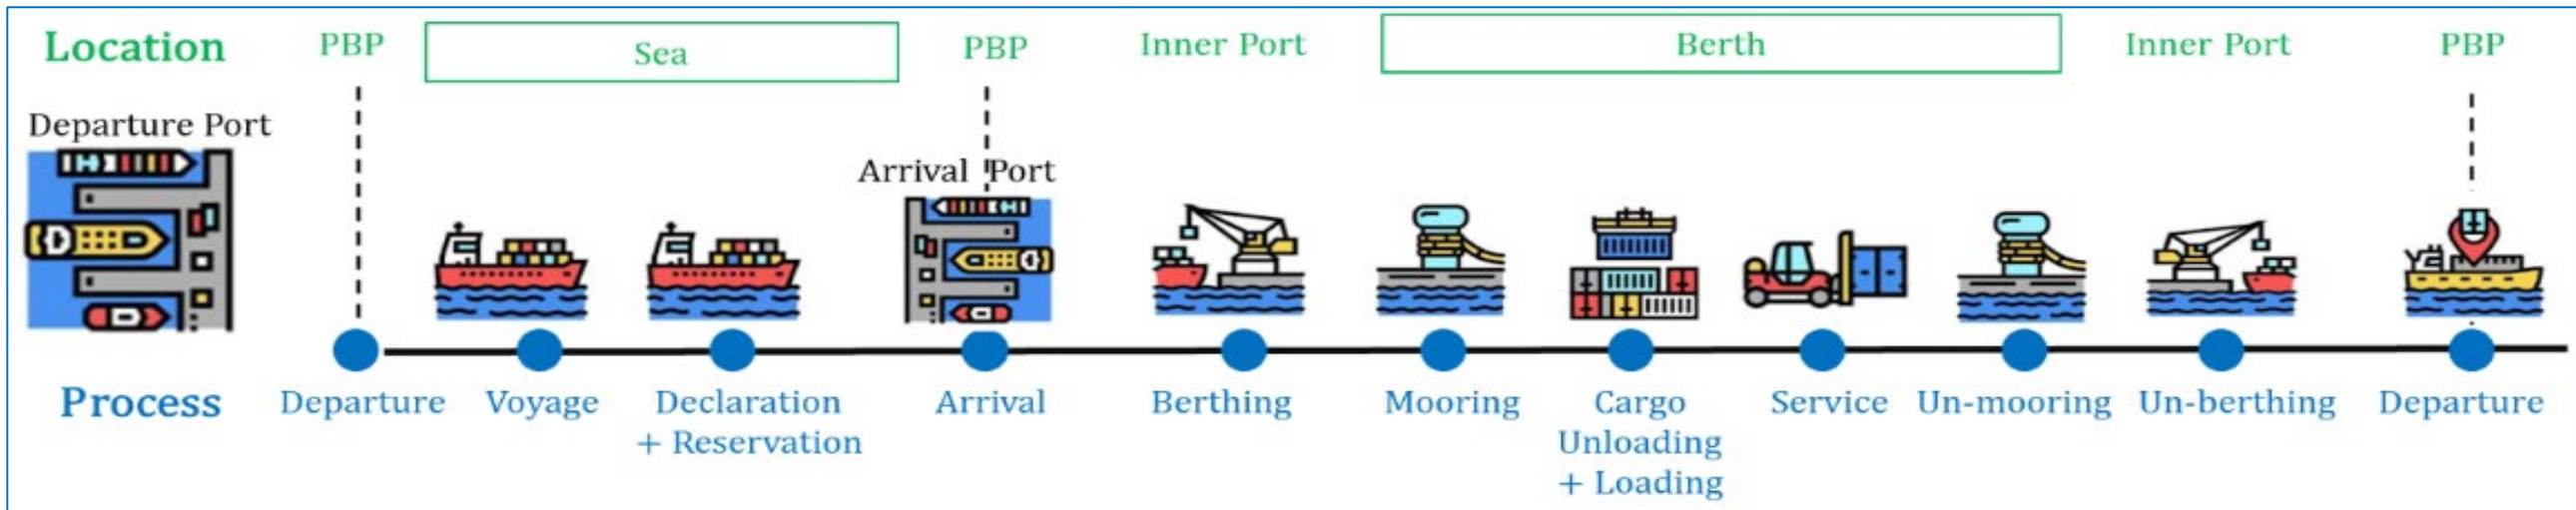 Location
PBP
Sea
PBP
Inner Port
Berth
Inner Port
PBP
Departure Port
Arrival Port
Process
Departure
Voyage
Declaration
+ Reservation
Arrival
Berthing
Mooring
Cargo
Unloading
+ Loading
Service
Un-mooring
Un-berthing
Departure